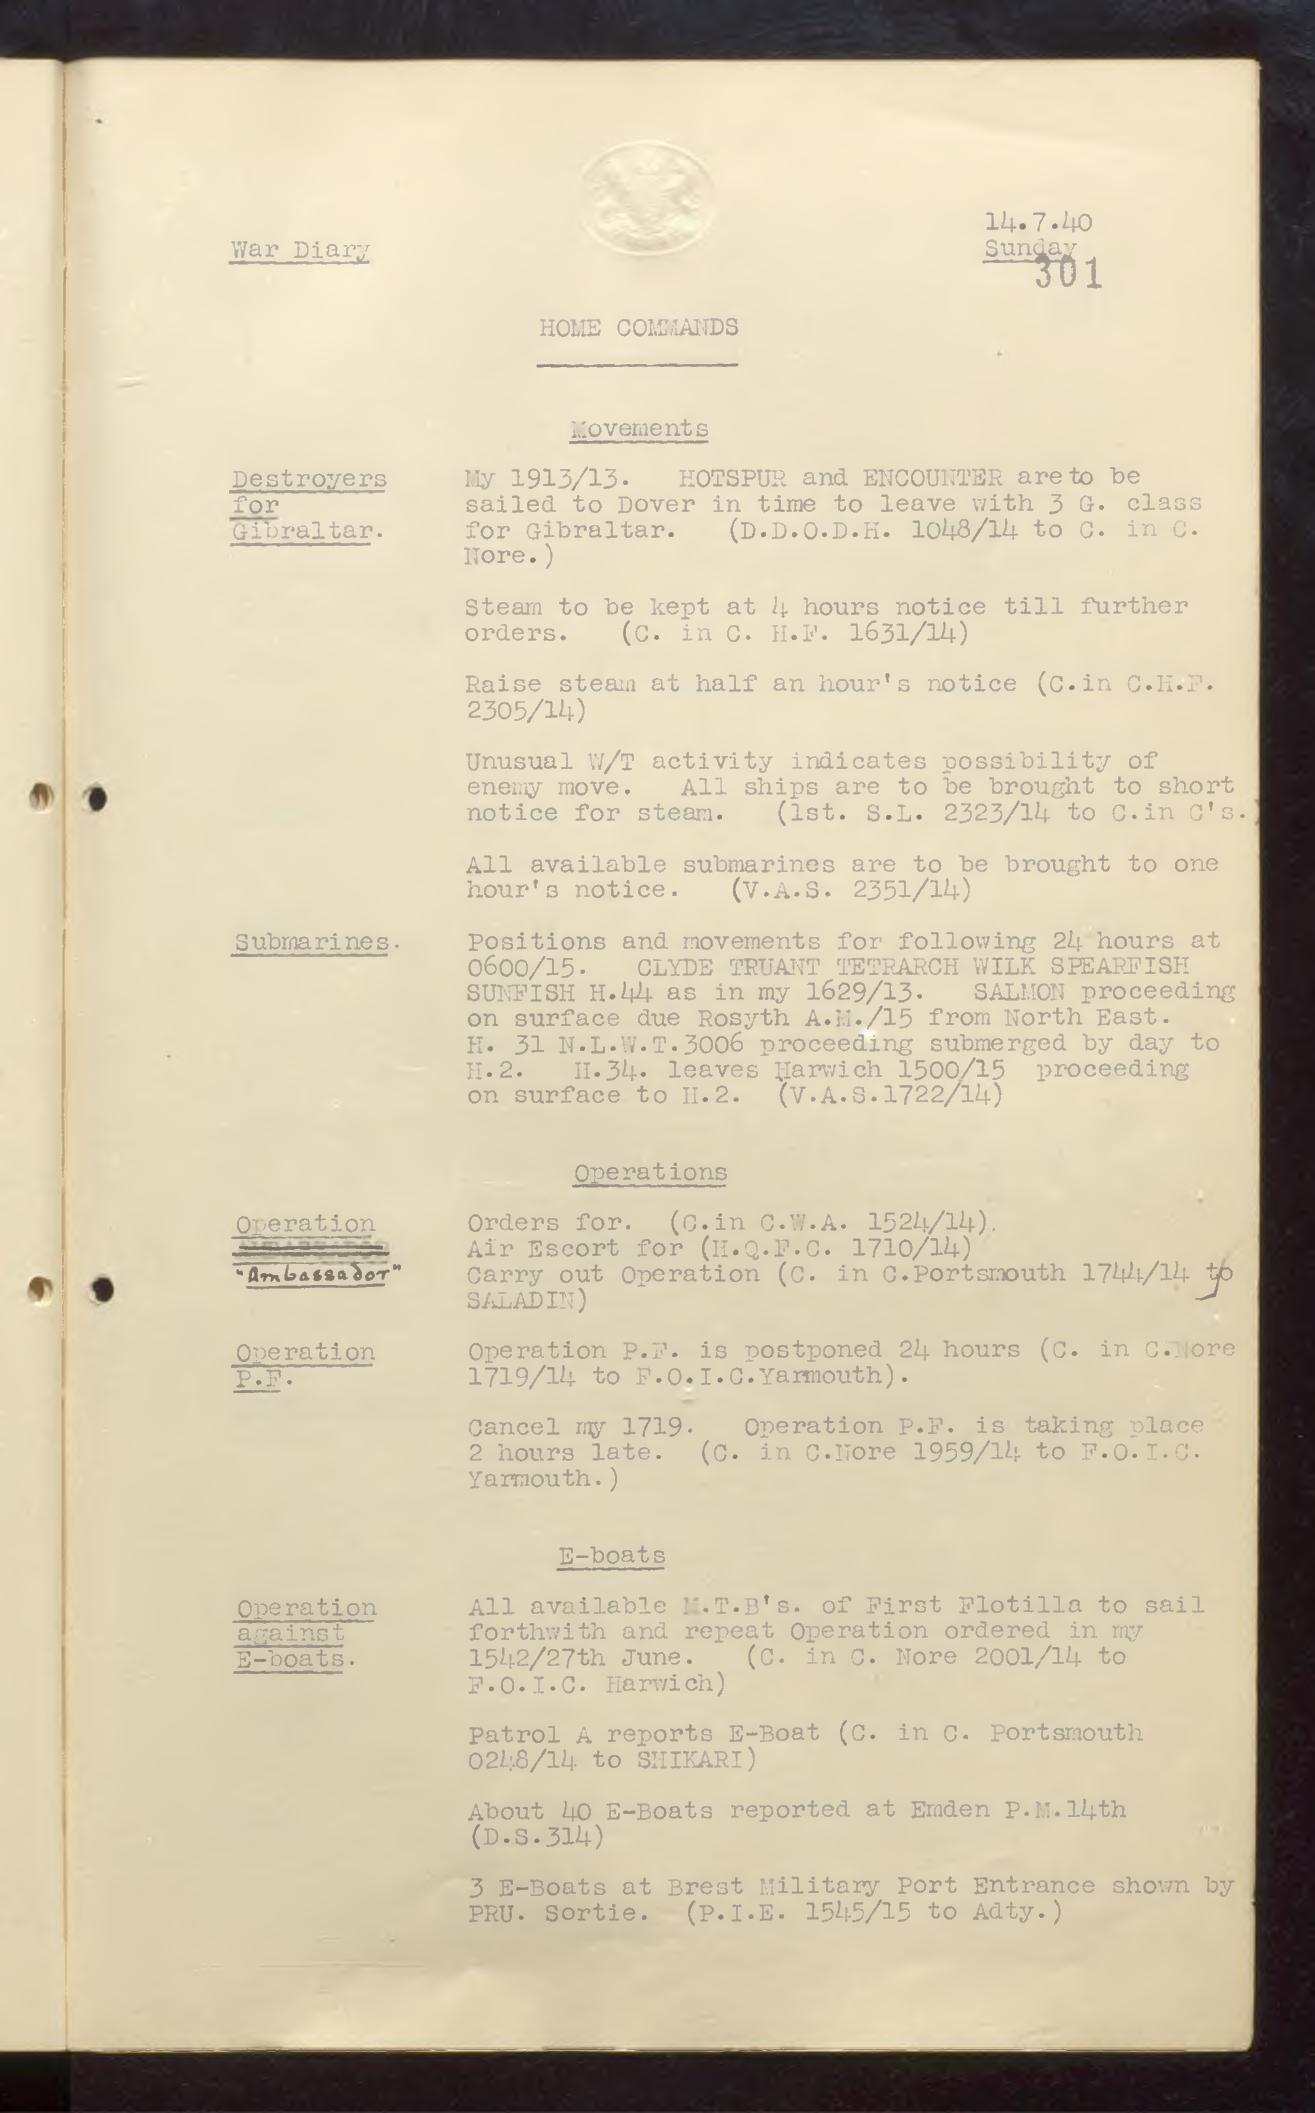 War Diary
14.7.40
Sunday
301
HOME COMMANDS
Movements
Destroyers
for
Gibraltar.
My 1913/13. HOTSPUR and ENCOUNTER are to be
sailed to Dover in time to leave with 3 G. class
for Gibraltar. (D.D.O.D.H. 1048/14 to C. in C.
Nore.)
Steam to be kept at 4 hours notice till further
orders. (C. in C. H.F. 1631/14)
Raise steam at half an hour's notice (C.in C.H.F.
2305/14)
Unusual W/T activity indicates possibility of
enemy move. All ships are to be brought to short
notice for steam. (1st. S.L. 2323/14 to C.in C's.)
All available submarines are to be brought to one
hour's notice. (V.A.S. 2351/14)
Submarines.
Positions and movements for following 24 hours at
0600/15. CLYDE TRUANT TETRARCH WILK SPEARFISH
SUNFISH H.44 as in my 1629/13. SALMON proceeding
on surface due Rosyth A.M./15 from North East.
H. 31 N.L.W.T.3006 proceeding submerged by day to
H.2. H.34. leaves Harwich 1500/15 proceeding
on surface to H.2. (V.A.S.1722/14)
Operations
Operation
"Ambassador"
Orders for. (C.in C.W.A. 1524/14).
Air Escort for (H.Q.F.C. 1710/14)
Carry out Operation (C. in C.Portsmouth 1744/14 to
SALADIN)
Operation
P.F.
Operation P.F. is postponed 24 hours (C. in C.Nore
1719/14 to F.O.I.C.Yarmouth).
Cancel my 1719. Operation P.F. is taking place
2 hours late. (C. in C.Nore 1959/14 to F.O.I.C.
Yarmouth.)
E-boats
Operation
against
E-boats.
All available M.T.B's. of First Flotilla to sail
forthwith and repeat Operation ordered in my
1542/27th June. (C. in C. Nore 2001/14 to
F.O.I.C. Harwich)
Patrol A reports E-Boat (C. in C. Portsmouth
0248/14 to SHIKARI)
About 40 E-Boats reported at Emden P.M.14th
(D.S.314)
3 E-Boats at Brest Military Port Entrance shown by
PRU. Sortie. (P.I.E. 1545/15 to Adty.)